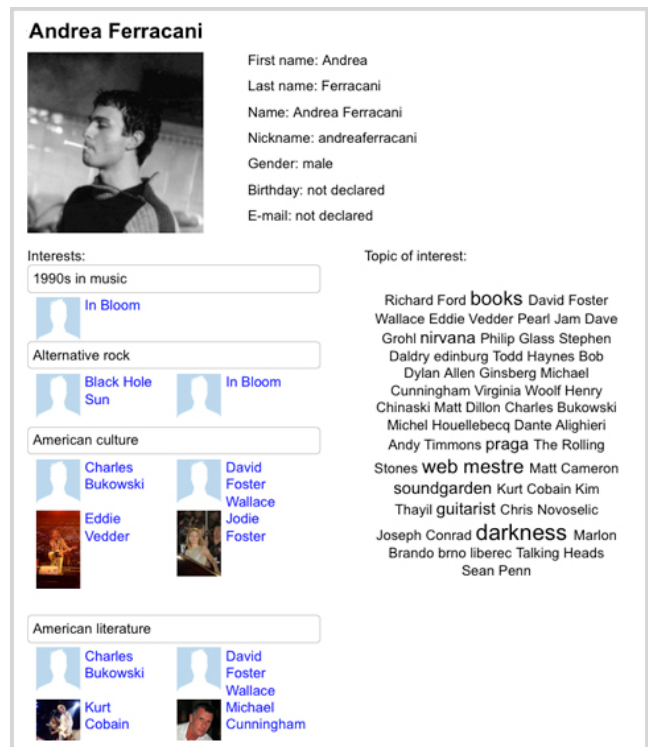 Andrea Ferracani
First name: Andrea
Last name: Ferracani
Name: Andrea Ferracani
Nickname: andreaferracani
Gender: male
Birthday: not declared
E-mail: not declared
Interests:
1990s in music
In Bloom
Alternative rock
Black Hole
Sun
In Bloom
American culture
Charles
Bukowski
David
Foster
Wallace
Eddie
Vedder
Jodie
Foster
American literature
Charles
Bukowski
David
Foster
Wallace
Kurt
Cobain
Michael
Cunningham
Topic of interest:
Richard Ford books David Foster
Wallace Eddie Vedder Pearl Jam Dave
Grohl nirvana Philip Glass Stephen
Daldry edinburg Todd Haynes Bob
Dylan Allen Ginsberg Michael
Cunningham Virginia Woolf Henry
Chinaski Matt Dillon Charles Bukowski
Michel Houellebecq Dante Alighieri
Andy Timmons praga The Rolling
Stones web mestre Matt Cameron
soundgarden Kurt Cobain Kim
Thayil guitarist Chris Novoselic
Joseph Conrad darkness Marlon
Brando brno liberec Talking Heads
Sean Penn